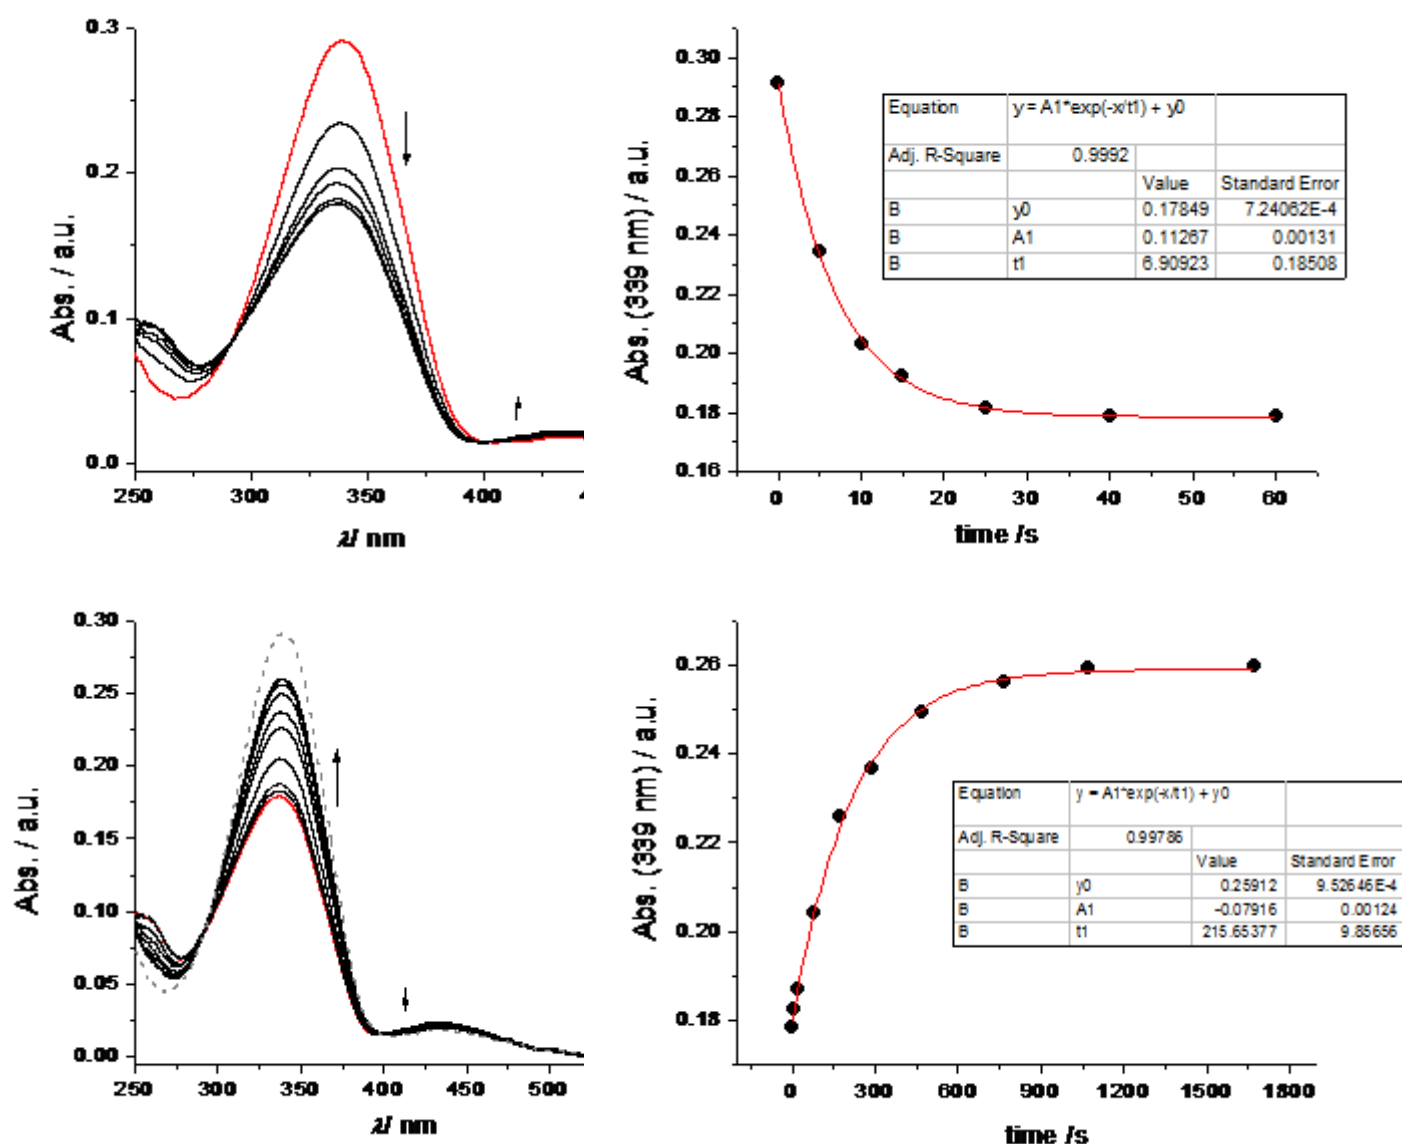 0.3
0.2
0.1
0.0
250
300
350
400
Abs. / a.u.
λ/ nm
0.30
0.28
0.26
0.24
0.22
0.20
0.18
0.16
0
10
20
30
40
50
60
Abs. (339 nm) / a.u.
time /s
Equation y = A1*exp(-x/t1) + y0
Adj. R-Square 0.9992
Value Standard Error
B y0 0.17849 7.24062E-4
B A1 0.11267 0.00131
B t1 6.90923 0.18508
0.30
0.25
0.20
0.15
0.10
0.05
0.00
250
300
350
400
450
500
Abs. / a.u.
λ/ nm
0.26
0.24
0.22
0.20
0.18
0
300
600
900
1200
1500
1800
Abs. (339 nm) / a.u.
time /s
Equation y = A1*exp(-x/t1) + y0
Adj. R-Square 0.99786
Value Standard Error
B y0 0.25912 9.52646E-4
B A1 -0.07916 0.00124
B t1 215.65377 9.85656